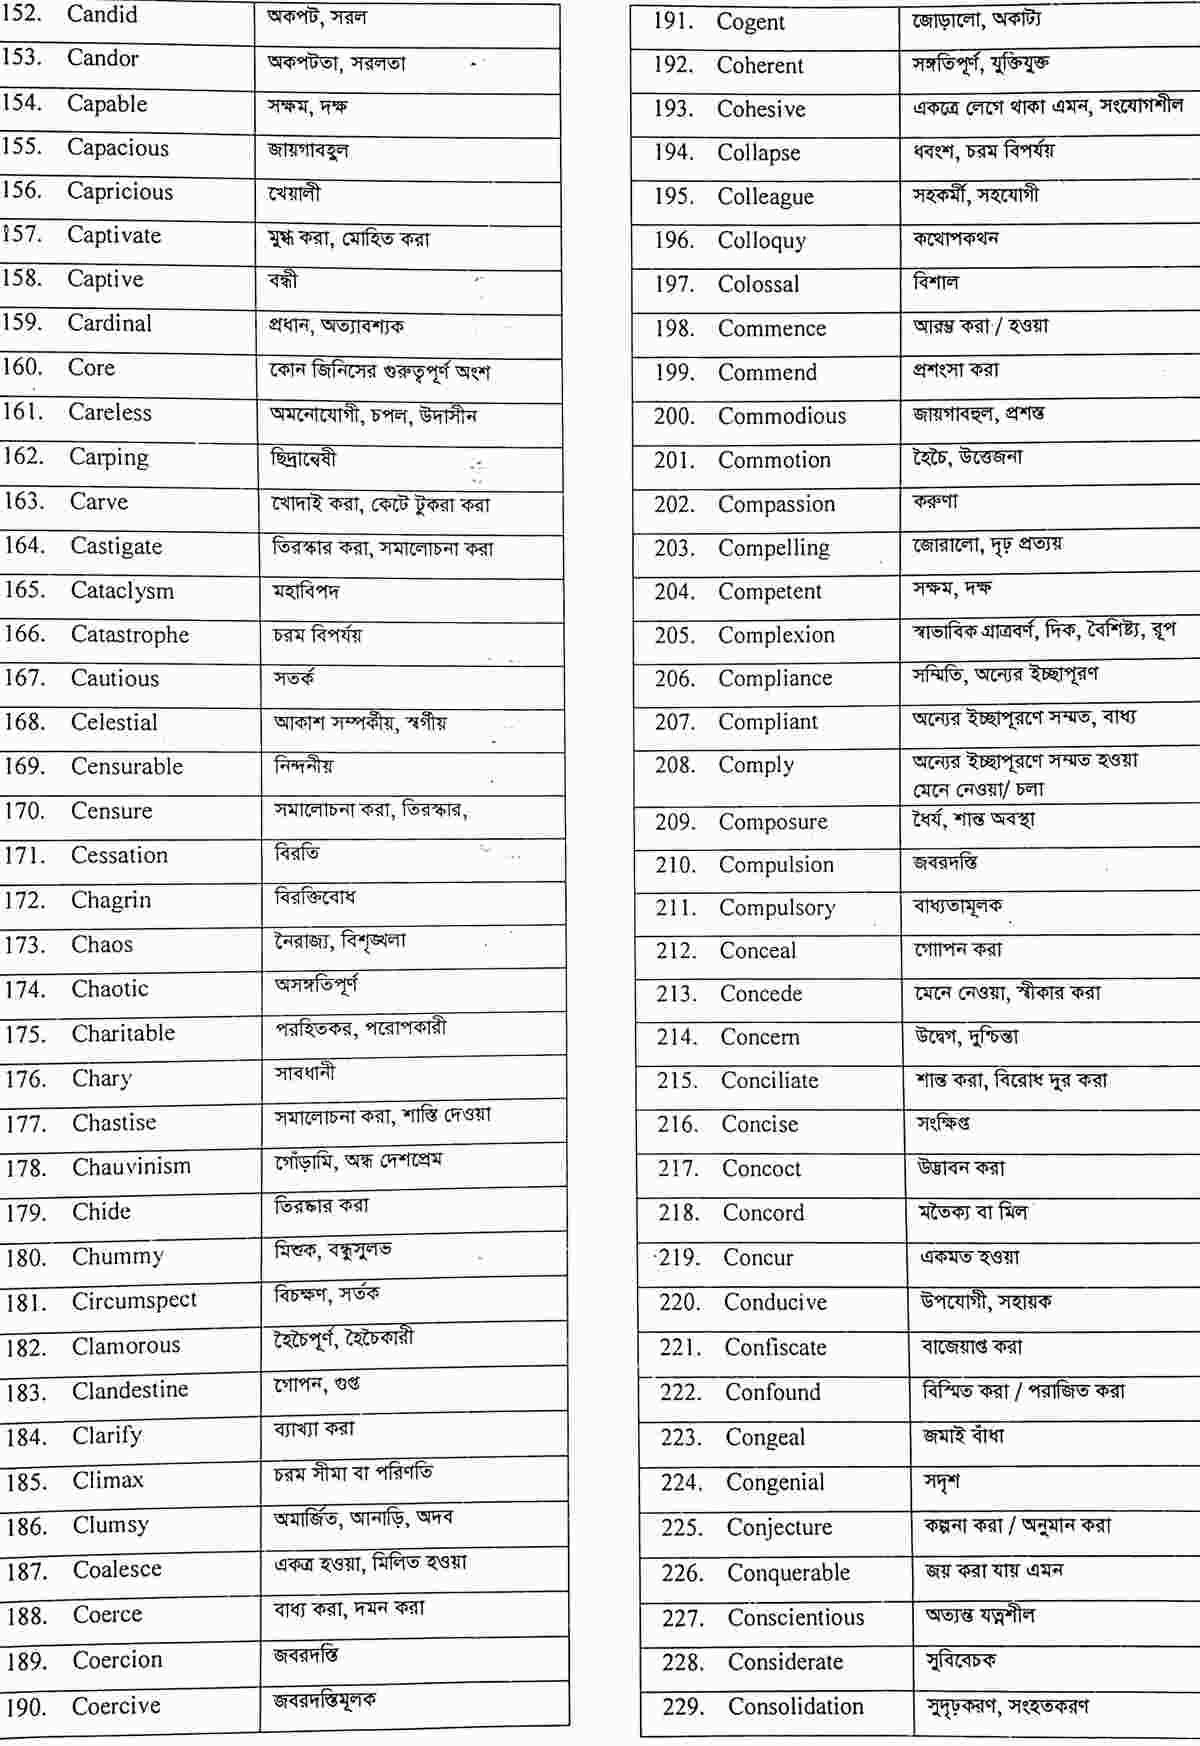 152. Candid অকপট, সরল
153. Candor অকপটতা, সরলতা
154. Capable সক্ষম, দক্ষ
155. Capacious জায়গাবহুল
156. Capricious খেয়ালী
157. Captivate মুগ্ধ করা, মোহিত করা
158. Captive বন্ধী
159. Cardinal প্রধান, অত্যাবশ্যক
160. Core কোন জিনিসের গুরুত্বপূর্ণ অংশ
161. Careless অমনোযোগী, চপল, উদাসীন
162. Carping ছিদ্রান্বেষী
163. Carve খোদাই করা, কেটে টুকরা করা
164. Castigate তিরস্কার করা, সমালোচনা করা
165. Cataclysm মহাবিপদ
166. Catastrophe চরম বিপর্যয়
167. Cautious সতর্ক
168. Celestial আকাশ সম্পর্কীয়, স্বর্গীয়
169. Censurable নিন্দনীয়
170. Censure সমালোচনা করা, তিরস্কার,
171. Cessation বিরতি
172. Chagrin বিরক্তিবোধ
173. Chaos নৈরাজ্য, বিশৃঙ্খলা
174. Chaotic অসঙ্গতিপূর্ণ
175. Charitable পরহিতকর, পরোপকারী
176. Chary সাবধানী
177. Chastise সমালোচনা করা, শাস্তি দেওয়া
178. Chauvinism গোঁড়ামি, অন্ধ দেশপ্রেম
179. Chide তিরস্কার করা
180. Chummy মিশুক, বন্ধুসুলভ
181. Circumspect বিচক্ষণ, সর্তক
182. Clamorous হৈচৈপূর্ণ, হৈচৈকারী
183. Clandestine গোপন, গুপ্ত
184. Clarify ব্যাখ্যা করা
185. Climax চরম সীমা বা পরিণতি
186. Clumsy অমার্জিত, আনাড়ি, অদব
187. Coalesce একত্র হওয়া, মিলিত হওয়া
188. Coerce বাধ্য করা, দমন করা
189. Coercion জবরদস্তি
190. Coercive জবরদস্তিমূলক
191. Cogent জোড়ালো, অকাট্য
192. Coherent সঙ্গতিপূর্ণ, যুক্তিযুক্ত
193. Cohesive একত্রে লেগে থাকা এমন, সংযোগশীল
194. Collapse ধবংশ, চরম বিপর্যয়
195. Colleague সহকর্মী, সহযোগী
196. Colloquy কথোপকথন
197. Colossal বিশাল
198. Commence আরম্ভ করা / হওয়া
199. Commend প্রশংসা করা
200. Commodious জায়গাবহুল, প্রশস্ত
201. Commotion হৈচৈ, উত্তেজনা
202. Compassion করুণা
203. Compelling জোরালো, দৃঢ় প্রত্যয়
204. Competent সক্ষম, দক্ষ
205. Complexion স্বাভাবিক গ্রাত্রবর্ণ, দিক, বৈশিষ্ট্য, রূপ
206. Compliance সম্মিতি, অন্যের ইচ্ছাপূরণ
207. Compliant অন্যের ইচ্ছাপূরণে সম্মত, বাধ্য
208. Comply অন্যের ইচ্ছাপূরণে সম্মত হওয়া
মেনে নেওয়া/ চলা
209. Composure ধৈর্য, শান্ত অবস্থা
210. Compulsion জবরদস্তি
211. Compulsory বাধ্যতামূলক
212. Conceal গোাপন করা
213. Concede মেনে নেওয়া, স্বীকার করা
214. Concern উদ্বেগ, দুশ্চিন্তা
215. Conciliate শান্ত করা, বিরোধ দুর করা
216. Concise সংক্ষিপ্ত
217. Concoct উদ্ভাবন করা
218. Concord মতৈক্য বা মিল
219. Concur একমত হওয়া
220. Conducive উপযোগী, সহায়ক
221. Confiscate বাজেয়াপ্ত করা
222. Confound বিস্মিত করা / পরাজিত করা
223. Congeal জমাই বাঁধা
224. Congenial সদৃশ
225. Conjecture কল্পনা করা / অনুমান করা
226. Conquerable জয় করা যায় এমন
227. Conscientious অত্যন্ত যত্নশীল
228. Considerate সুবিবেচক
229. Consolidation সুদৃঢ়করণ, সংহতকরণ